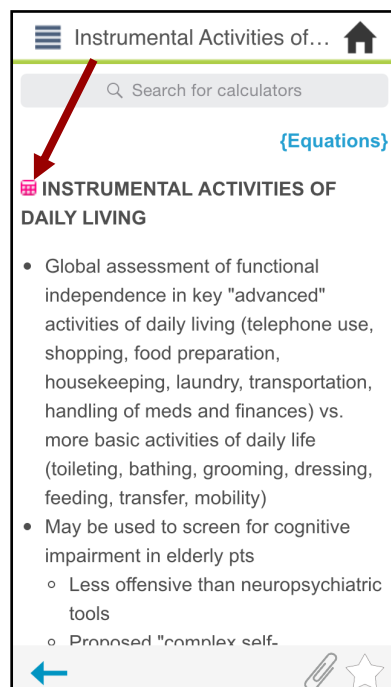 Instrumental Activities of...
Search for calculators
{Equations}
INSTRUMENTAL ACTIVITIES OF
DAILY LIVING
• Global assessment of functional
independence in key "advanced"
activities of daily living (telephone use,
shopping, food preparation,
housekeeping, laundry, transportation,
handling of meds and finances) vs.
more basic activities of daily life
(toileting, bathing, grooming, dressing,
feeding, transfer, mobility)
• May be used to screen for cognitive
impairment in elderly pts
◦ Less offensive than neuropsychiatric
tools
◦ Proposed "complex self-